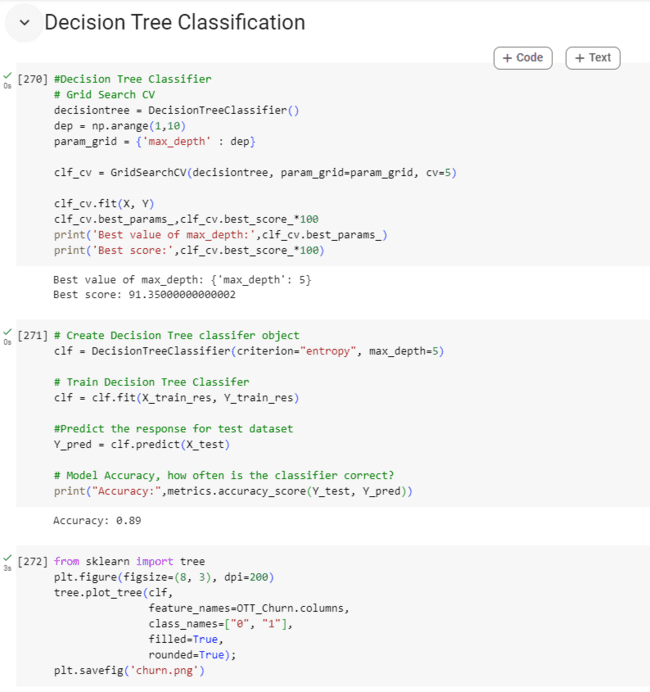 Decision Tree Classification
+ Code + Text
[270] #Decision Tree Classifier
0s # Grid Search CV
decisiontree = DecisionTreeClassifier()
dep = np.arange(1,10)
param_grid = {'max_depth' : dep}
clf_cv = GridSearchCV(decisiontree, param_grid=param_grid, cv=5)
clf_cv.fit(X, Y)
clf_cv.best_params_,clf_cv.best_score_*100
print('Best value of max_depth:',clf_cv.best_params_)
print('Best score:',clf_cv.best_score_*100)
Best value of max_depth: {'max_depth': 5}
Best score: 91.35000000000002
[271] # Create Decision Tree classifer object
0s clf = DecisionTreeClassifier(criterion="entropy", max_depth=5)
# Train Decision Tree Classifer
clf = clf.fit(X_train_res, Y_train_res)
#Predict the response for test dataset
Y_pred = clf.predict(X_test)
# Model Accuracy, how often is the classifier correct?
print("Accuracy:",metrics.accuracy_score(Y_test, Y_pred))
Accuracy: 0.89
[272] from sklearn import tree
3s plt.figure(figsize=(8, 3), dpi=200)
tree.plot_tree(clf,
feature_names=OTT_Churn.columns,
class_names=["0", "1"],
filled=True,
rounded=True);
plt.savefig('churn.png')